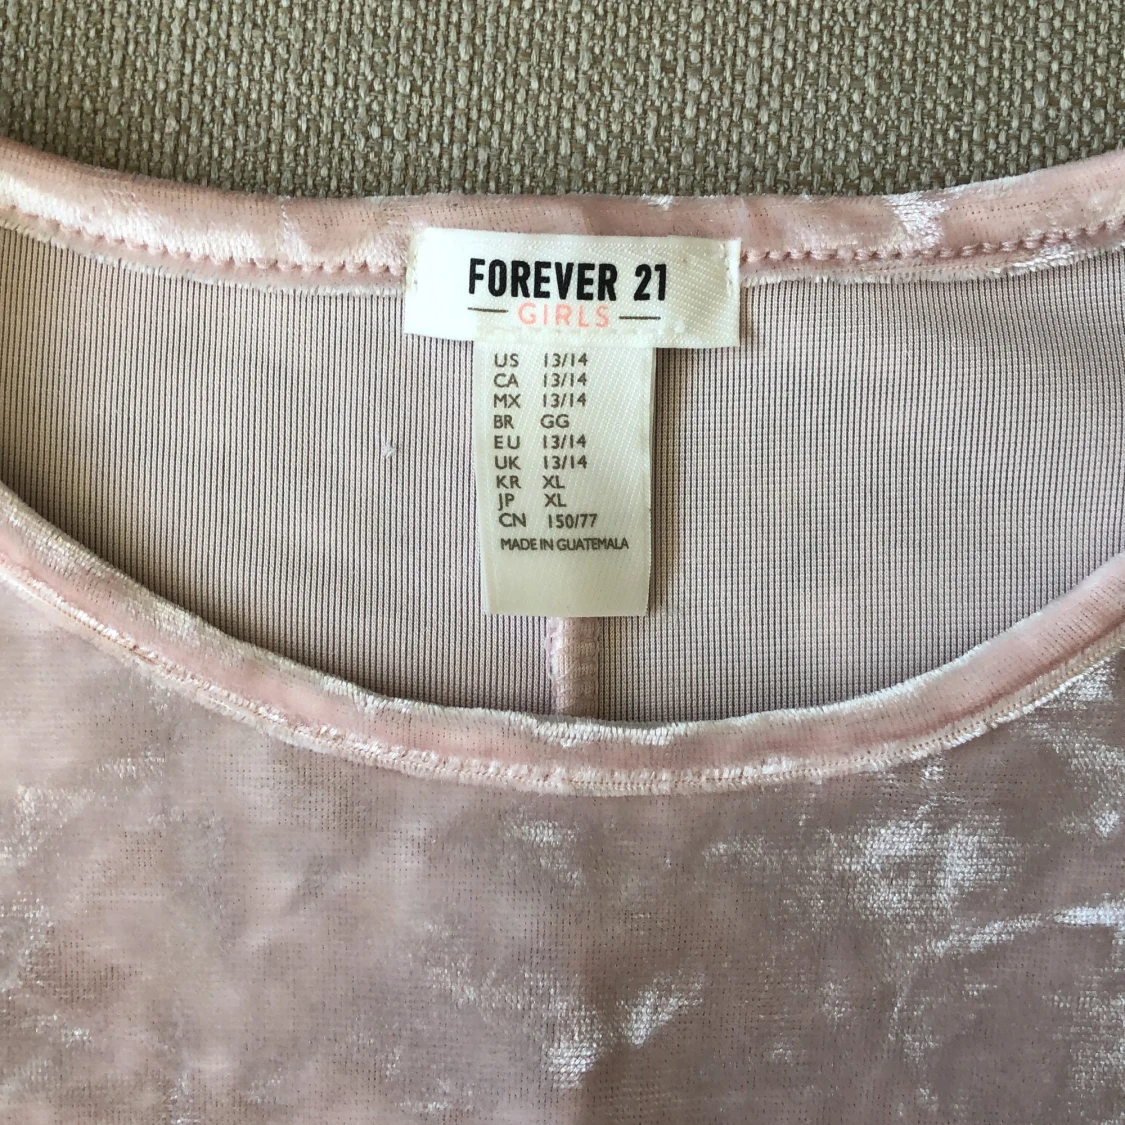 FOREVER 21
GIRLS
US 13/14
CA 13/14
MX 13/14
BR GG
EU 13/14
UK 13/14
KR XL
JP XL
CN 150/77
MADE IN GUATEMALA